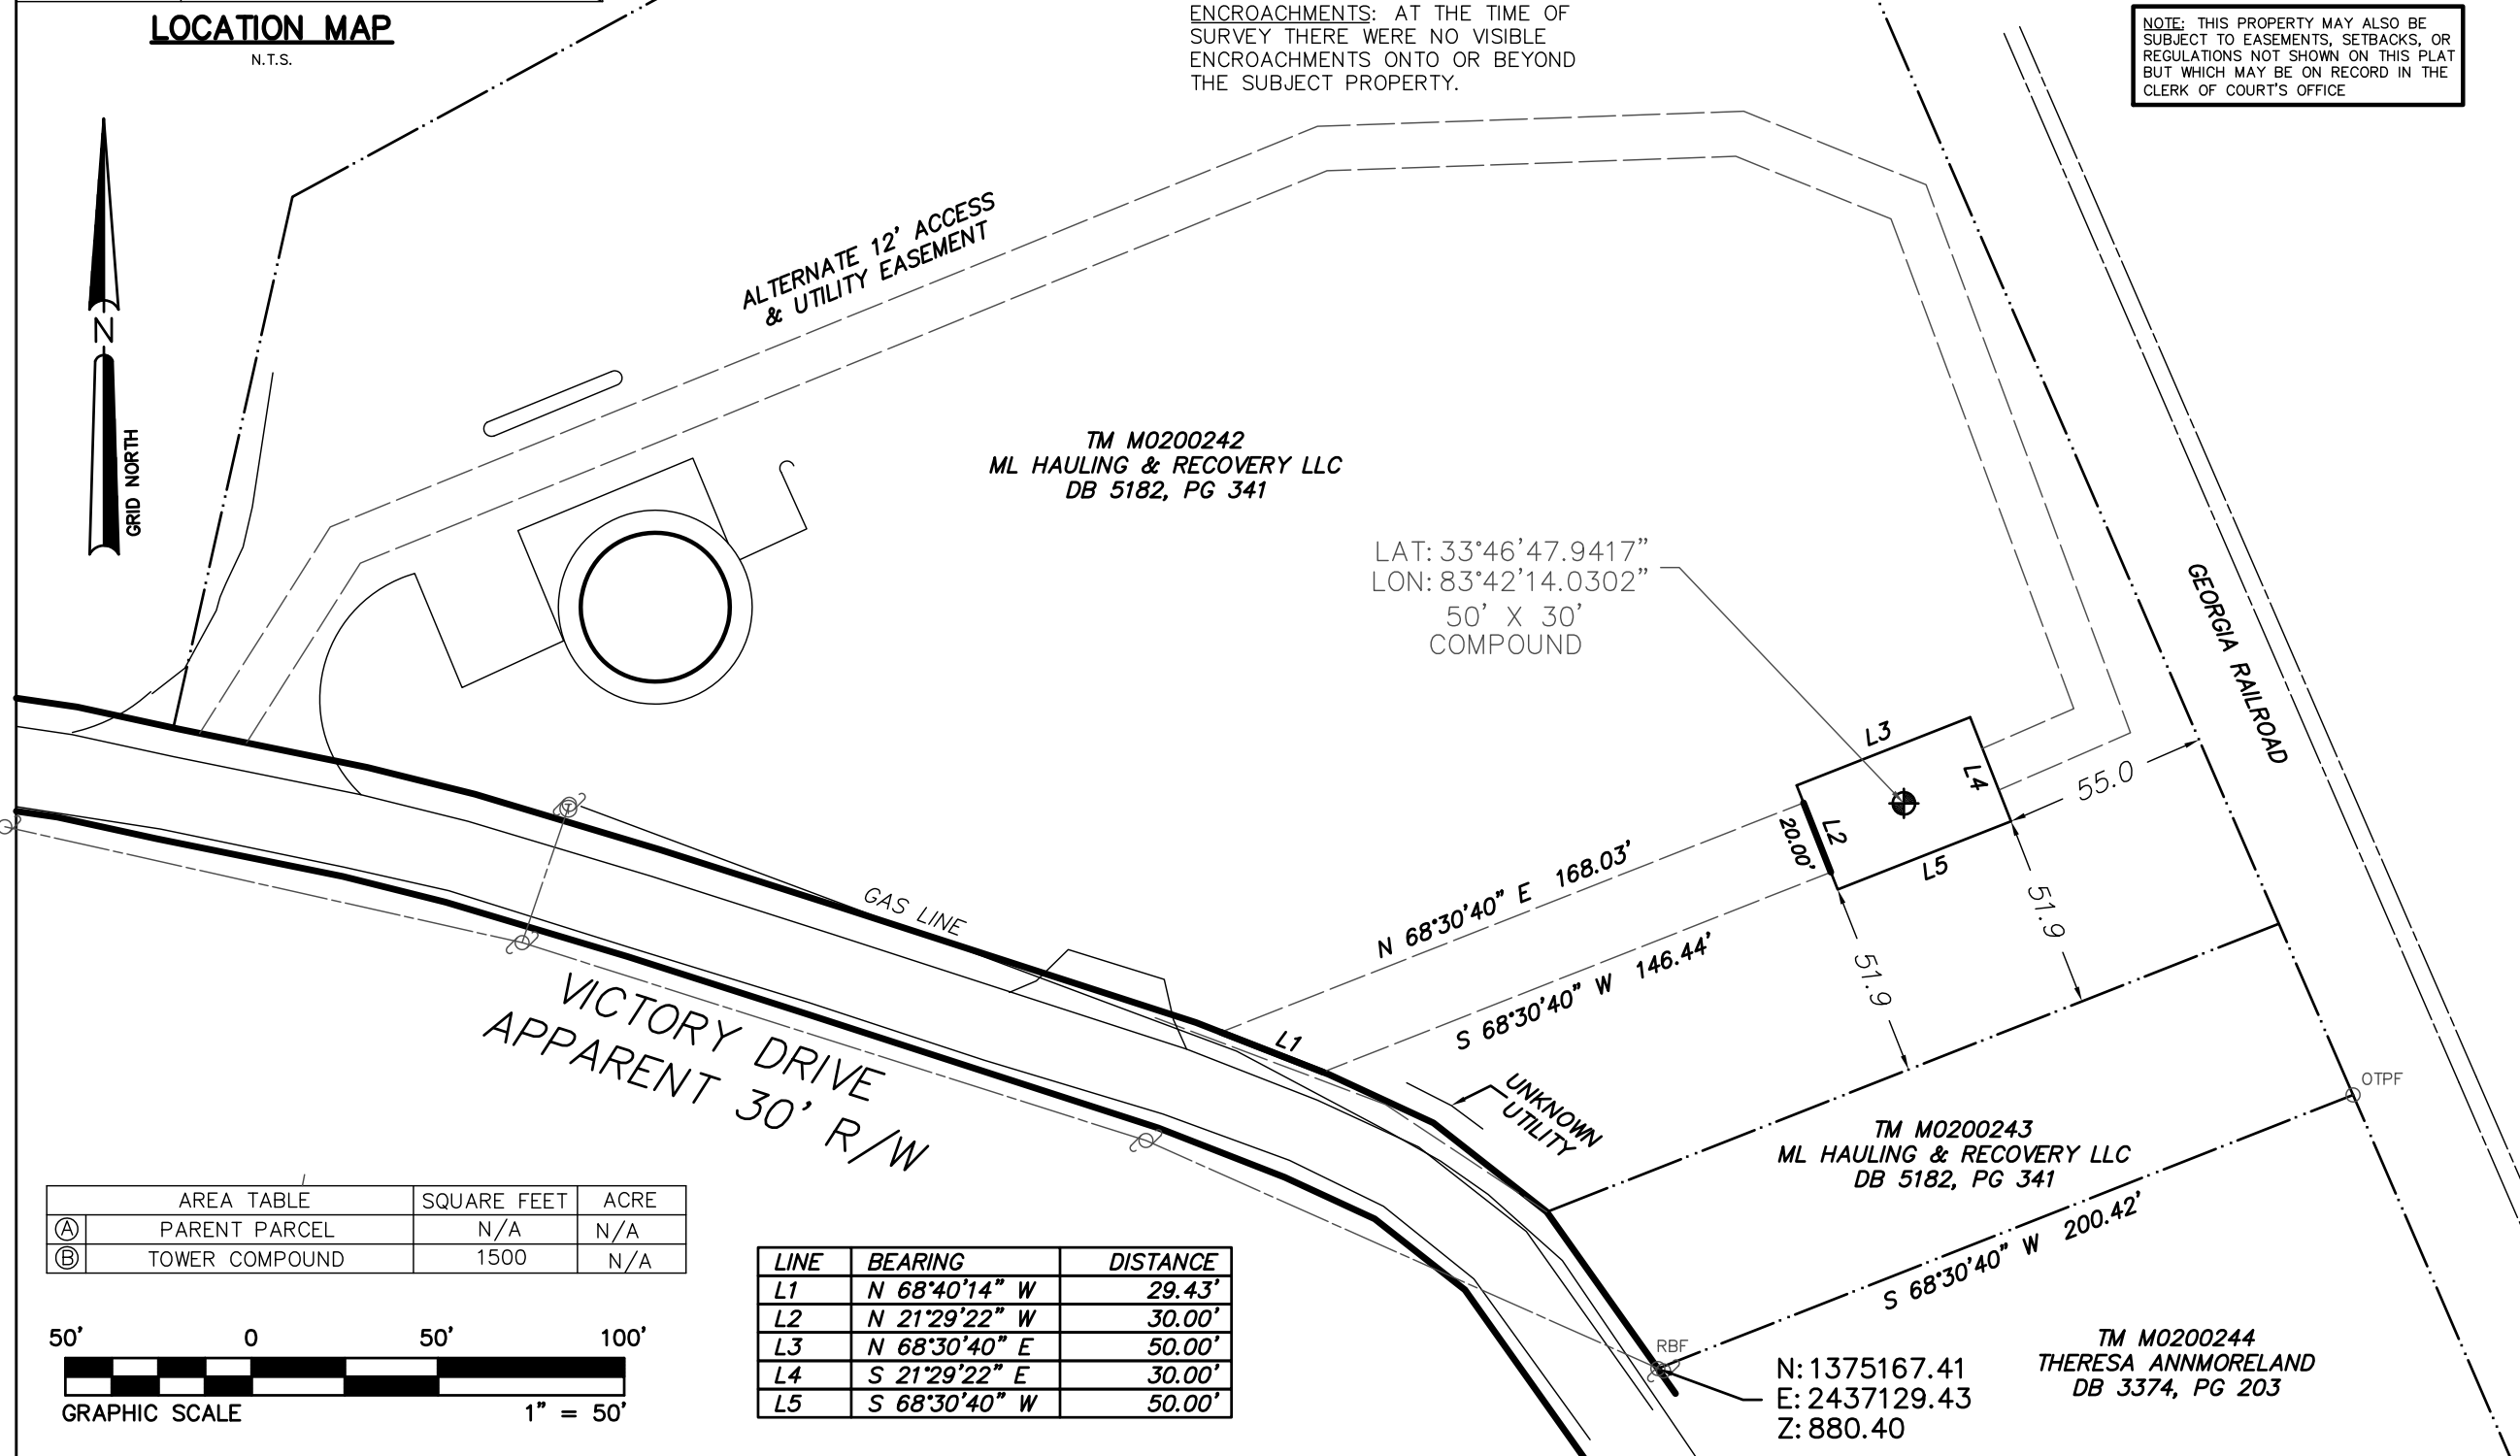 LOCATION MAP
N.T.S.
ENCROACHMENTS: AT THE TIME OF
SURVEY THERE WERE NO VISIBLE
ENCROACHMENTS ONTO OR BEYOND
THE SUBJECT PROPERTY.
NOTE: THIS PROPERTY MAY ALSO BE
SUBJECT TO EASEMENTS, SETBACKS, OR
REGULATIONS NOT SHOWN ON THIS PLAT
BUT WHICH MAY BE ON RECORD IN THE
CLERK OF COURT'S OFFICE
N
GRID NORTH
ALTERNATE 12' ACCESS
& UTILITY EASEMENT
TM M0200242
ML HAULING & RECOVERY LLC
DB 5182, PG 341
LAT: 33°46'47.9417"
LON: 83°42'14.0302"
50' X 30'
COMPOUND
GEORGIA RAILROAD
L3
L4
L2
20.00'
L5
55.0
51.9
51.9
N 68°30'40" E 168.03'
S 68°30'40" W 146.44'
L1
T
GAS LINE
VICTORY DRIVE
APPARENT 30' R/W
UNKNOWN
UTILITY
OTPF
TM M0200243
ML HAULING & RECOVERY LLC
DB 5182, PG 341
S 68°30'40" W 200.42'
RBF
N: 1375167.41
E: 2437129.43
Z: 880.40
TM M0200244
THERESA ANNMORELAND
DB 3374, PG 203
AREA TABLE SQUARE FEET ACRE
A PARENT PARCEL N/A N/A
B TOWER COMPOUND 1500 N/A
LINE BEARING DISTANCE
L1 N 68°40'14" W 29.43'
L2 N 21°29'22" W 30.00'
L3 N 68°30'40" E 50.00'
L4 S 21°29'22" E 30.00'
L5 S 68°30'40" W 50.00'
50' 0 50' 100'
GRAPHIC SCALE 1" = 50'